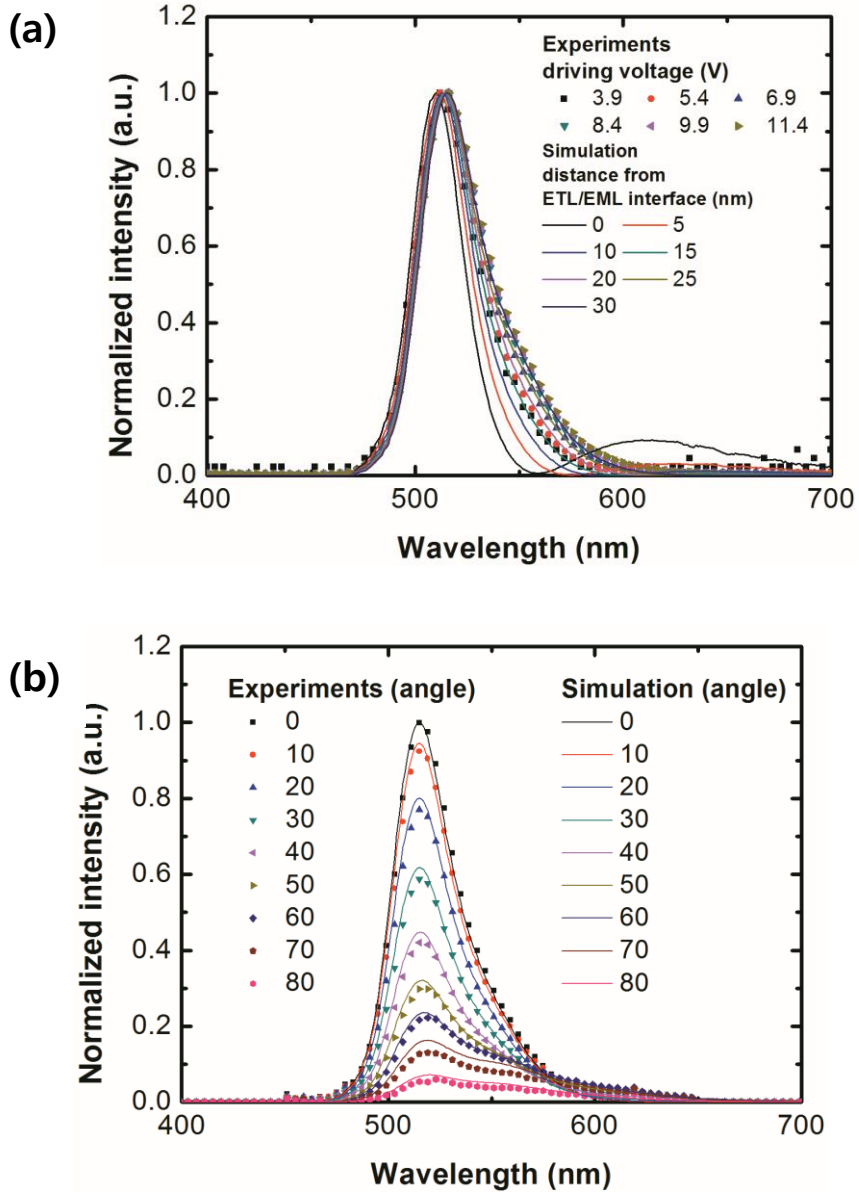 (a)
1.2
1.0
0.8
0.6
0.4
0.2
0.0
Normalized intensity (a.u.)
Experiments
driving voltage (V)
3.9 5.4 6.9
8.4 9.9 11.4
Simulation
distance from
ETL/EML interface (nm)
0 5
10 15
20 25
30
400 500 600 700
Wavelength (nm)
(b)
1.2
1.0
0.8
0.6
0.4
0.2
0.0
Normalized intensity (a.u.)
Experiments (angle) Simulation (angle)
0 0
10 10
20 20
30 30
40 40
50 50
60 60
70 70
80 80
400 500 600 700
Wavelength (nm)